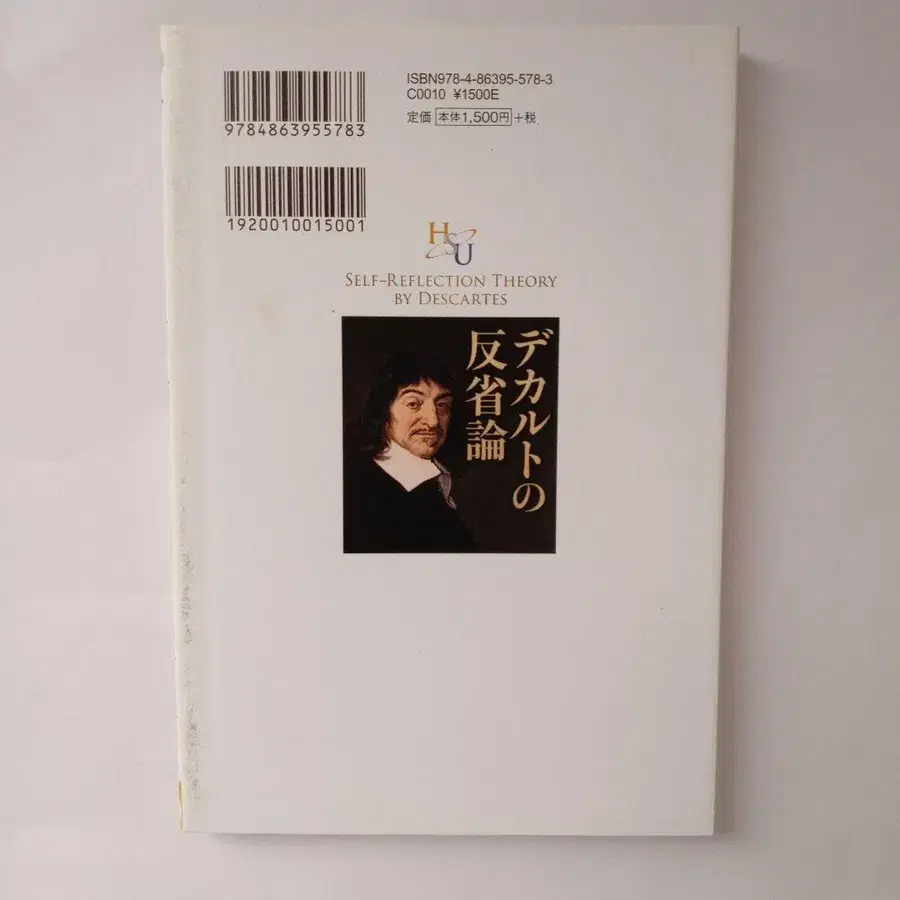 ISBN978-4-86395-578-3
C0010 ¥1500E
定価 本体1,500円+税
9784863955783
1920010015001
HSU
SELF-REFLECTION THEORY
BY DESCARTES
デカルトの
反省論